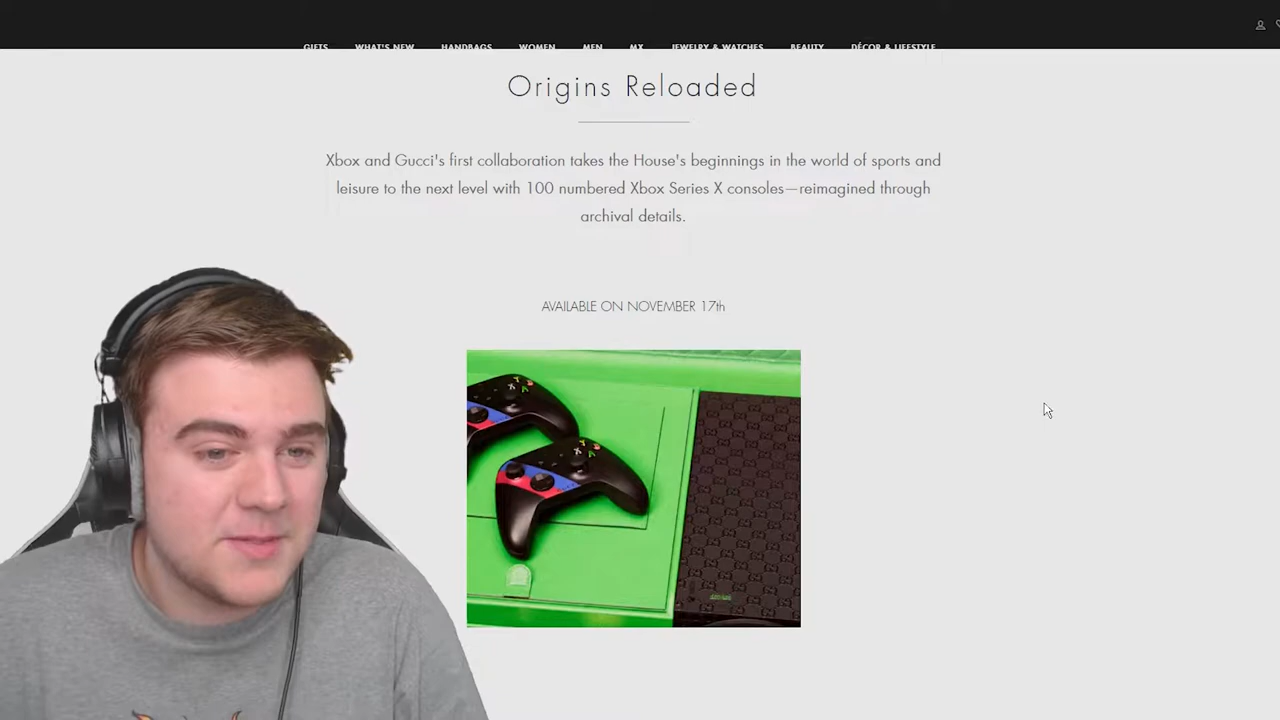 GIFTS WHAT'S NEW HANDBAGS WOMEN MEN MX JEWELRY & WATCHES BEAUTY DÉCOR & LIFESTYLE
Origins Reloaded
Xbox and Gucci's first collaboration takes the House's beginnings in the world of sports and
leisure to the next level with 100 numbered Xbox Series X consoles—reimagined through
archival details.
AVAILABLE ON NOVEMBER 17th